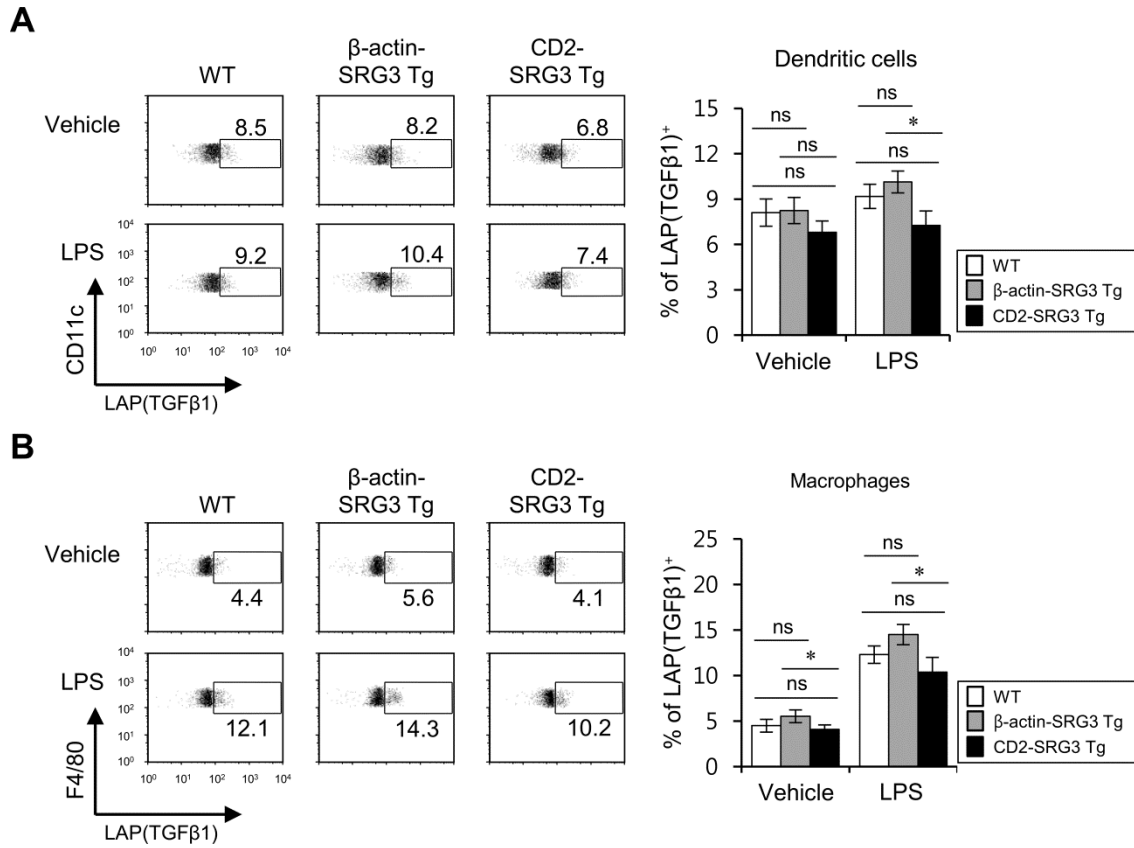 A
WT
β-actin-
SRG3 Tg
CD2-
SRG3 Tg
Vehicle
8.5
8.2
6.8
LPS
9.2
10.4
7.4
10⁴
10³
10²
10¹
10⁰
10⁰ 10¹ 10² 10³ 10⁴
CD11c
LAP(TGFβ1)
Dendritic cells
% of LAP(TGFβ1)⁺
15
12
9
6
3
0
ns
ns
ns
ns
*
ns
Vehicle
LPS
WT
β-actin-SRG3 Tg
CD2-SRG3 Tg
B
WT
β-actin-
SRG3 Tg
CD2-
SRG3 Tg
Vehicle
4.4
5.6
4.1
LPS
12.1
14.3
10.2
10⁴
10³
10²
10¹
10⁰
10⁰ 10¹ 10² 10³ 10⁴
F4/80
LAP(TGFβ1)
Macrophages
% of LAP(TGFβ1)⁺
25
20
15
10
5
0
ns
*
ns
ns
*
ns
Vehicle
LPS
WT
β-actin-SRG3 Tg
CD2-SRG3 Tg